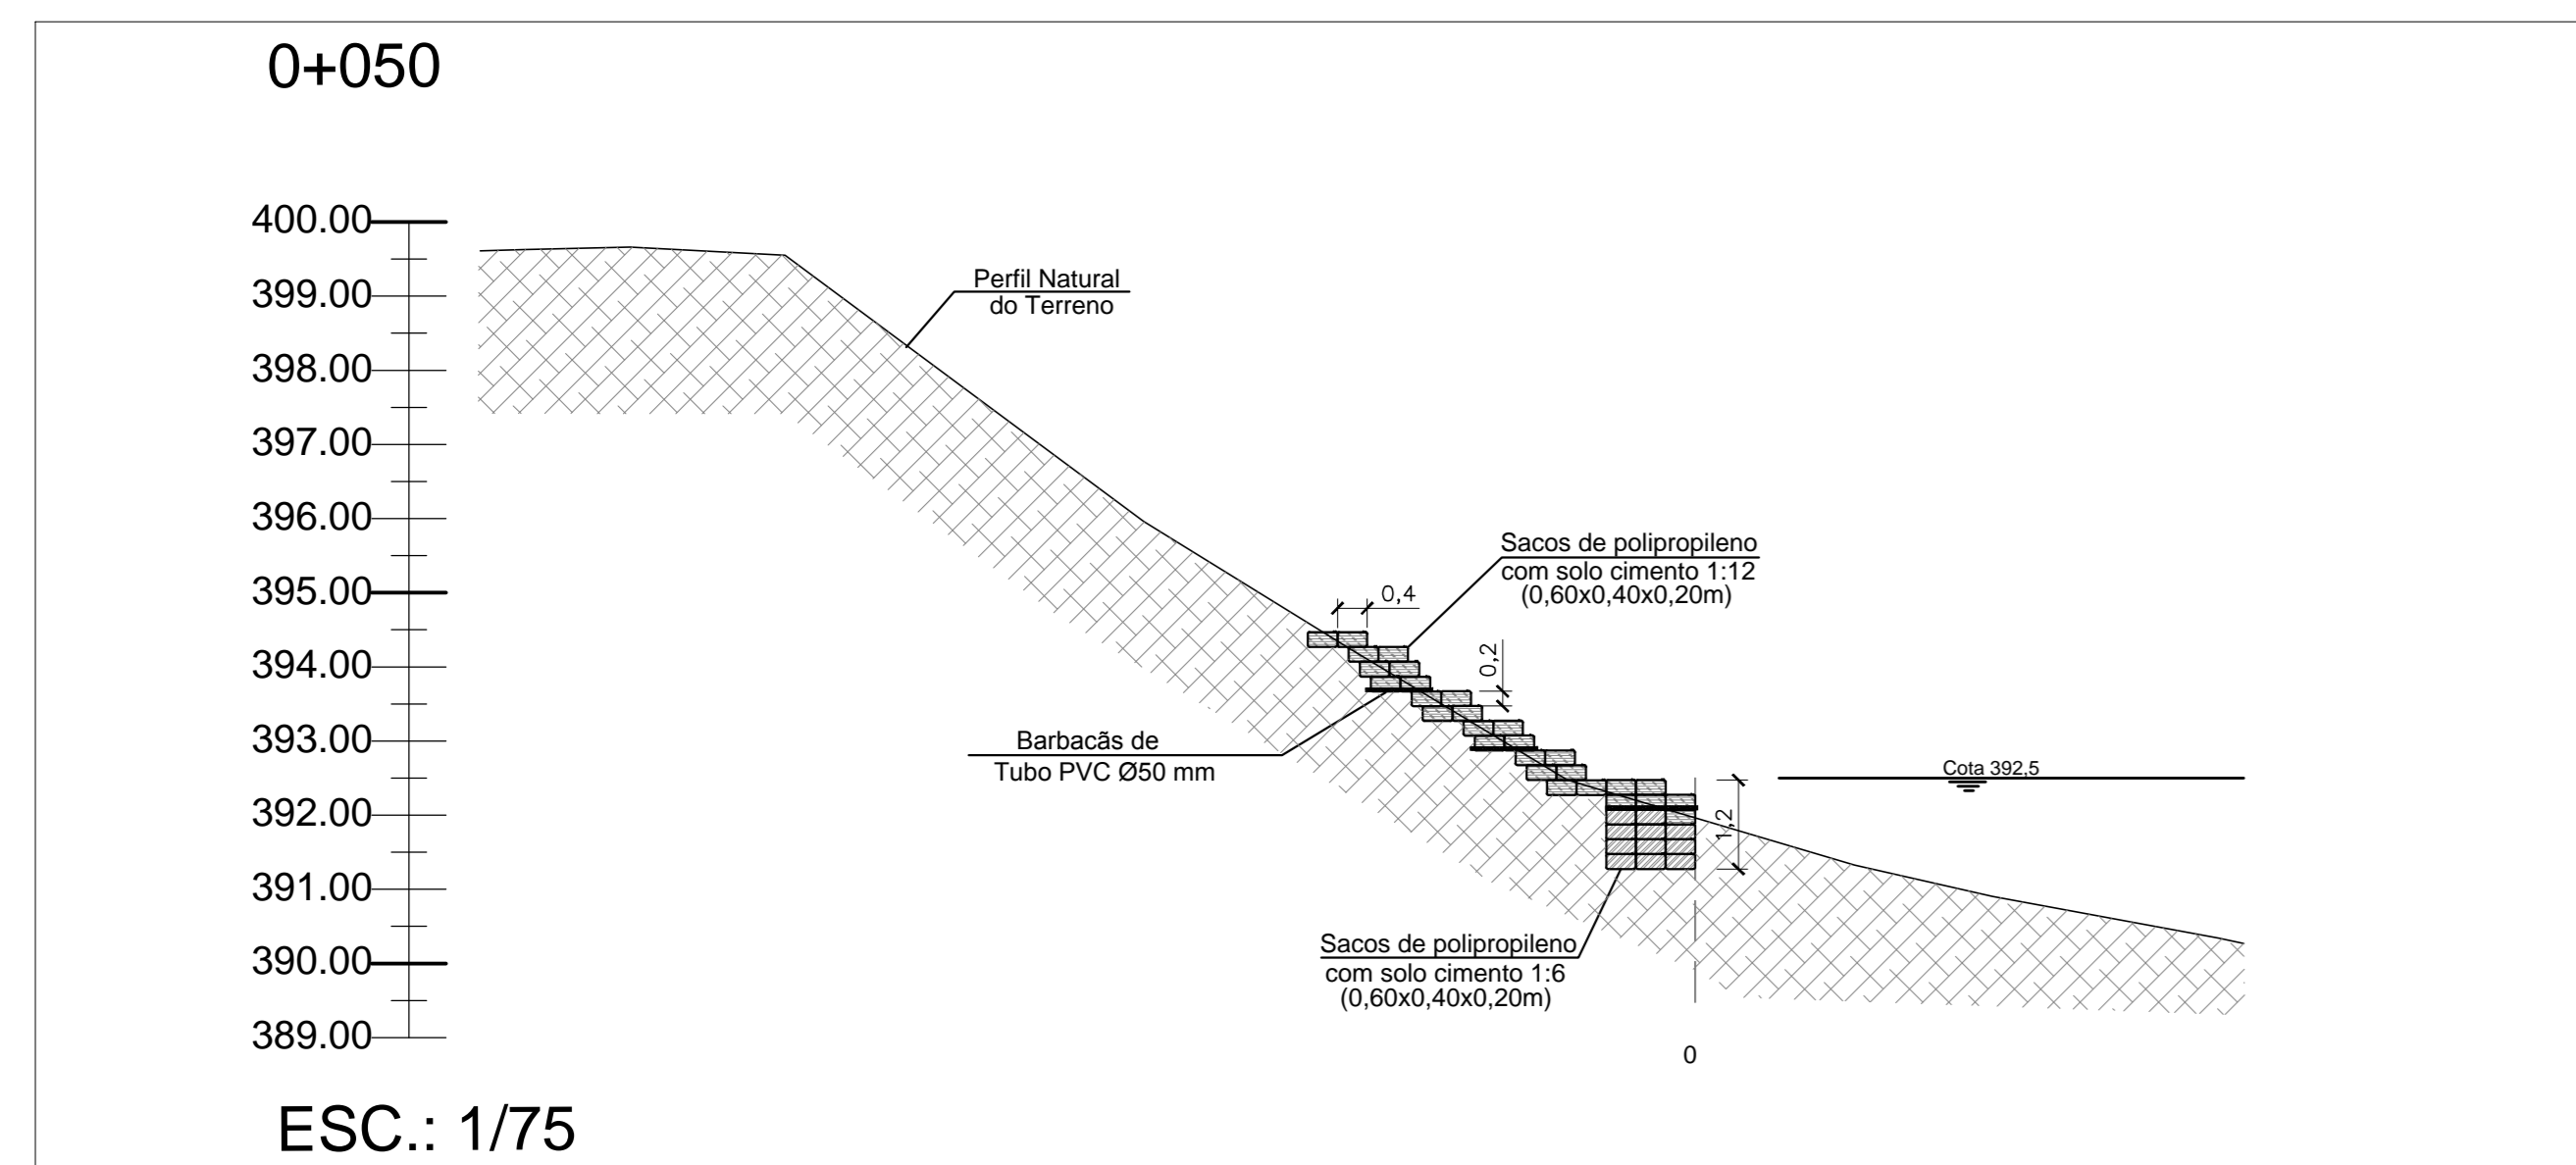 0+050
400.00
399.00
398.00
397.00
396.00
395.00
394.00
393.00
392.00
391.00
390.00
389.00
Perfil Natural
do Terreno
Sacos de polipropileno
com solo cimento 1:12
(0,60x0,40x0,20m)
0,4
0,2
Barbacãs de
Tubo PVC Ø50 mm
Cota 392,5
1,2
Sacos de polipropileno
com solo cimento 1:6
(0,60x0,40x0,20m)
0
ESC.: 1/75